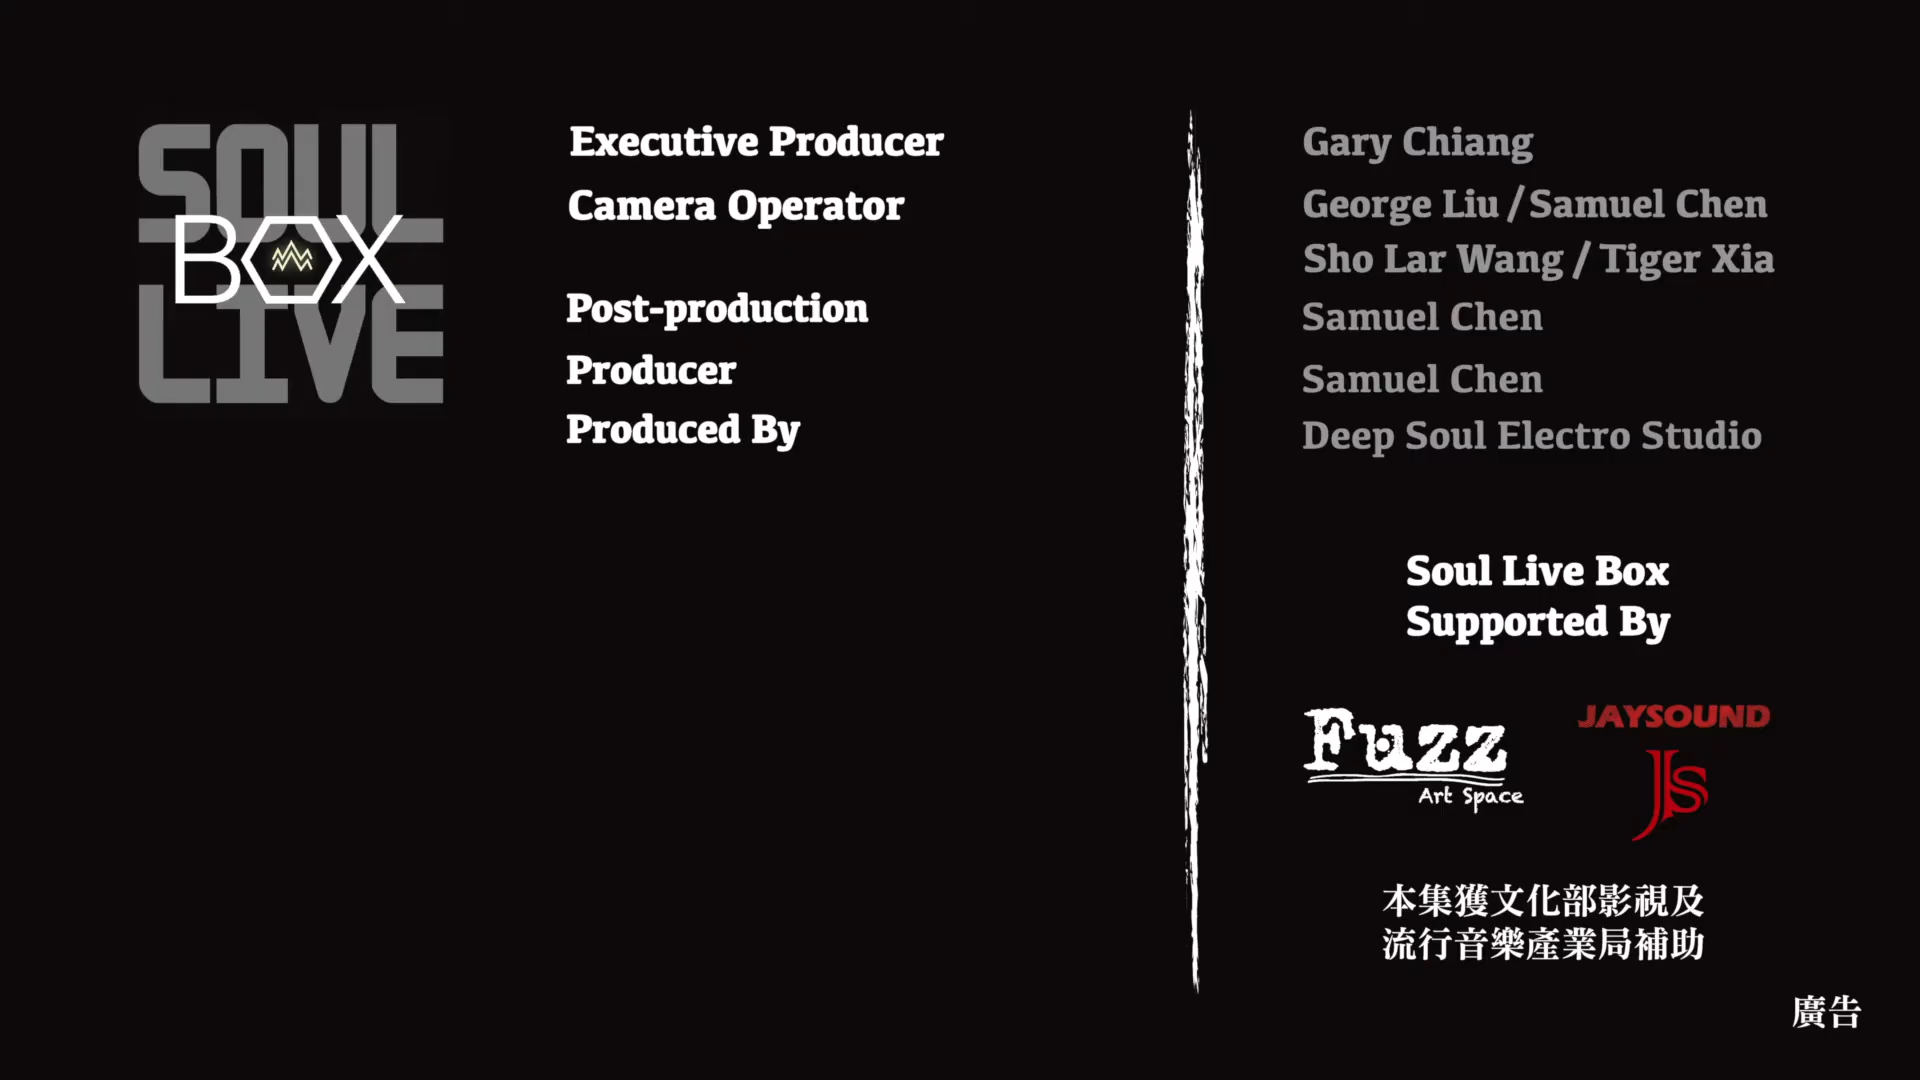 SOUL
BOX
LIVE
Executive Producer
Gary Chiang
Camera Operator
George Liu / Samuel Chen
Sho Lar Wang / Tiger Xia
Post-production
Samuel Chen
Producer
Samuel Chen
Produced By
Deep Soul Electro Studio
Soul Live Box
Supported By
Fuzz
Art Space
JAYSOUND
JS
本集獲文化部影視及
流行音樂產業局補助
廣告